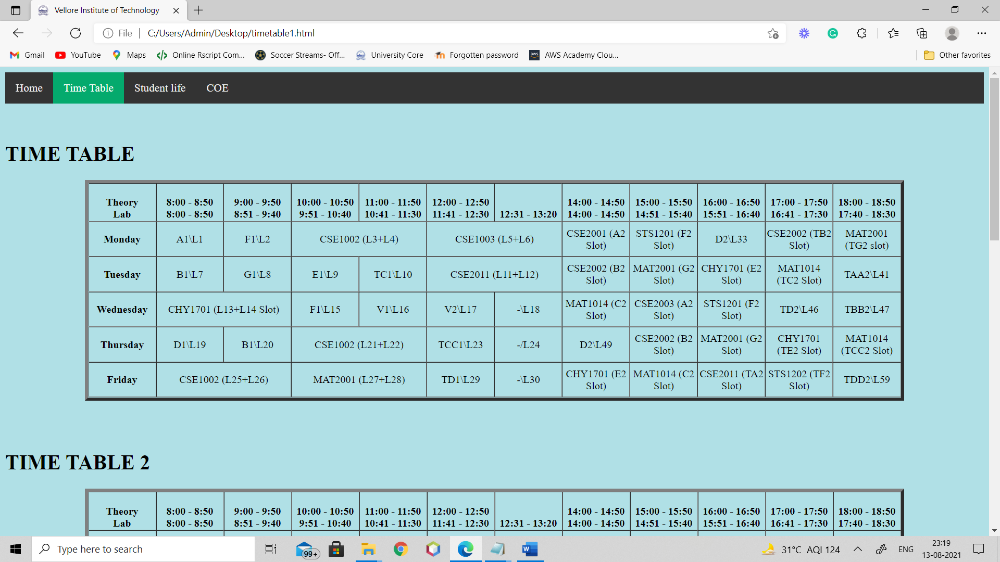 Vellore Institute of Technology
File
C:/Users/Admin/Desktop/timetable1.html
Gmail YouTube Maps Online Rscript Com... Soccer Streams- Off... University Core Forgotten password aws AWS Academy Clou... Other favorites
Home Time Table Student life COE
TIME TABLE
Theory 8:00 - 8:50 9:00 - 9:50 10:00 - 10:50 11:00 - 11:50 12:00 - 12:50 14:00 - 14:50 15:00 - 15:50 16:00 - 16:50 17:00 - 17:50 18:00 - 18:50
Lab 8:00 - 8:50 8:51 - 9:40 9:51 - 10:40 10:41 - 11:30 11:41 - 12:30 12:31 - 13:20 14:00 - 14:50 14:51 - 15:40 15:51 - 16:40 16:41 - 17:30 17:40 - 18:30
Monday A1\L1 F1\L2 CSE1002 (L3+L4) CSE1003 (L5+L6) CSE2001 (A2 Slot) STS1201 (F2 Slot) D2\L33 CSE2002 (TB2 Slot) MAT2001 (TG2 slot)
Tuesday B1\L7 G1\L8 E1\L9 TC1\L10 CSE2011 (L11+L12) CSE2002 (B2 Slot) MAT2001 (G2 Slot) CHY1701 (E2 Slot) MAT1014 (TC2 Slot) TAA2\L41
Wednesday CHY1701 (L13+L14 Slot) F1\L15 V1\L16 V2\L17 -\L18 MAT1014 (C2 Slot) CSE2003 (A2 Slot) STS1201 (F2 Slot) TD2\L46 TBB2\L47
Thursday D1\L19 B1\L20 CSE1002 (L21+L22) TCC1\L23 -/L24 D2\L49 CSE2002 (B2 Slot) MAT2001 (G2 Slot) CHY1701 (TE2 Slot) MAT1014 (TCC2 Slot)
Friday CSE1002 (L25+L26) MAT2001 (L27+L28) TD1\L29 -\L30 CHY1701 (E2 Slot) MAT1014 (C2 Slot) CSE2011 (TA2 Slot) STS1202 (TF2 Slot) TDD2\L59
TIME TABLE 2
Theory 8:00 - 8:50 9:00 - 9:50 10:00 - 10:50 11:00 - 11:50 12:00 - 12:50 14:00 - 14:50 15:00 - 15:50 16:00 - 16:50 17:00 - 17:50 18:00 - 18:50
Lab 8:00 - 8:50 8:51 - 9:40 9:51 - 10:40 10:41 - 11:30 11:41 - 12:30 12:31 - 13:20 14:00 - 14:50 14:51 - 15:40 15:51 - 16:40 16:41 - 17:30 17:40 - 18:30
Type here to search
99+
31°C AQI 124
ENG
23:19
13-08-2021